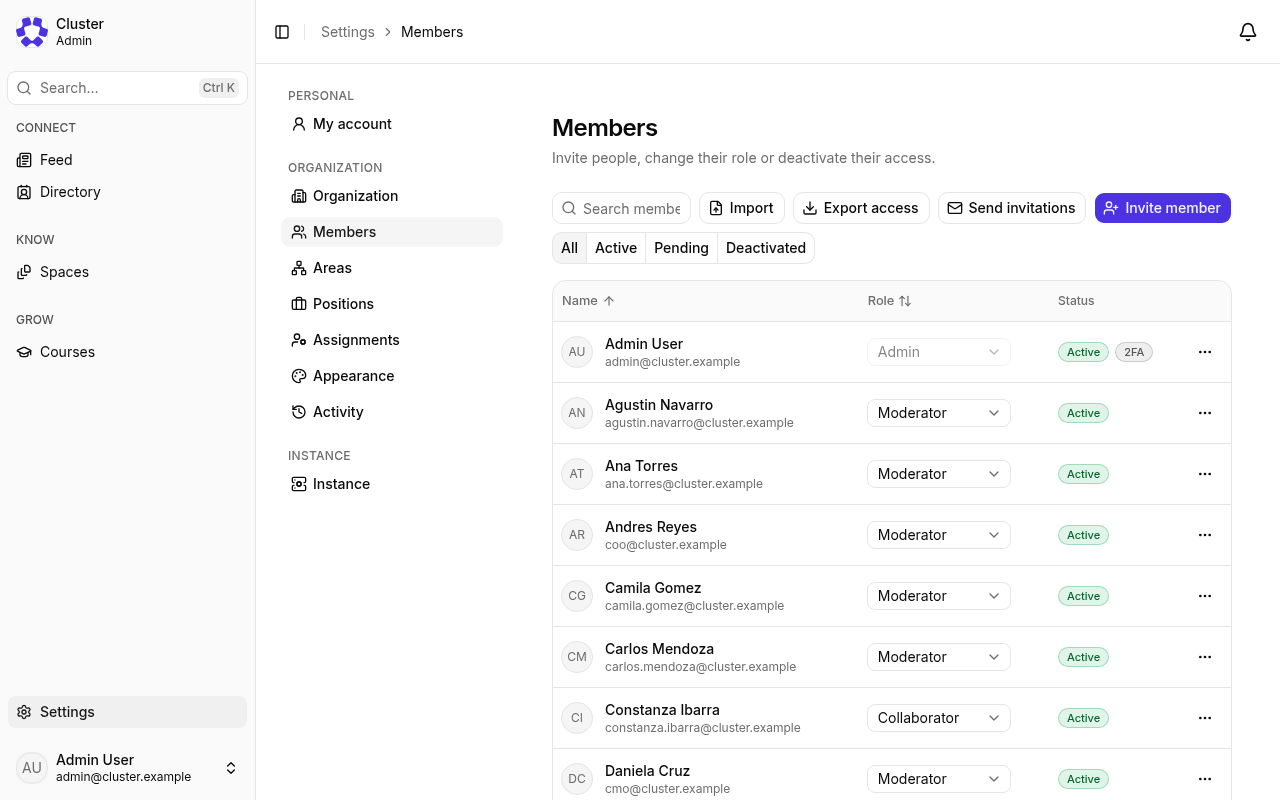 Cluster
Admin
Search...
Ctrl K
CONNECT
Feed
Directory
KNOW
Spaces
GROW
Courses
Settings
AU
Admin User
admin@cluster.example
Settings > Members
PERSONAL
My account
ORGANIZATION
Organization
Members
Areas
Positions
Assignments
Appearance
Activity
INSTANCE
Instance
Members
Invite people, change their role or deactivate their access.
Search membe
Import
Export access
Send invitations
Invite member
All
Active
Pending
Deactivated
Name
Role
Status
AU
Admin User
admin@cluster.example
Admin
Active
2FA
AN
Agustin Navarro
agustin.navarro@cluster.example
Moderator
Active
AT
Ana Torres
ana.torres@cluster.example
Moderator
Active
AR
Andres Reyes
coo@cluster.example
Moderator
Active
CG
Camila Gomez
camila.gomez@cluster.example
Moderator
Active
CM
Carlos Mendoza
carlos.mendoza@cluster.example
Moderator
Active
CI
Constanza Ibarra
constanza.ibarra@cluster.example
Collaborator
Active
DC
Daniela Cruz
cmo@cluster.example
Moderator
Active